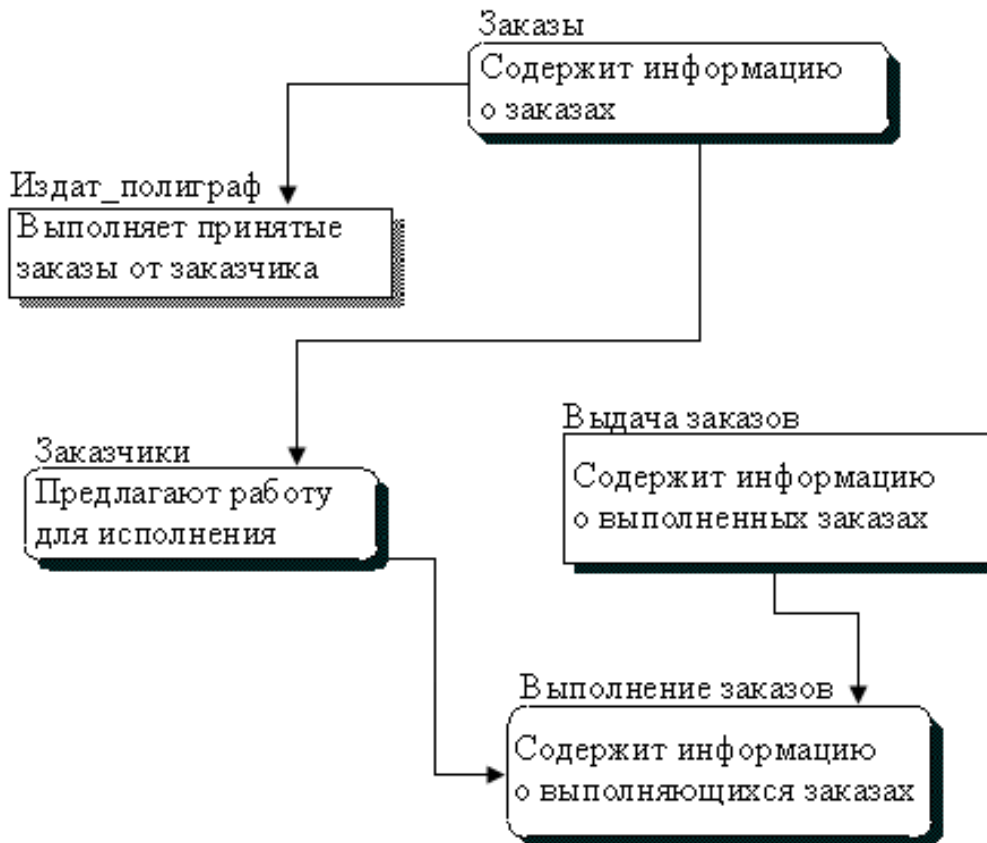 Заказы
Содержит информацию
о заказах
Издат_полиграф
Выполняет принятые
заказы от заказчика
Заказчики
Предлагают работу
для исполнения
Выдача заказов
Содержит информацию
о выполненных заказах
Выполнение заказов
Содержит информацию
о выполняющихся заказах